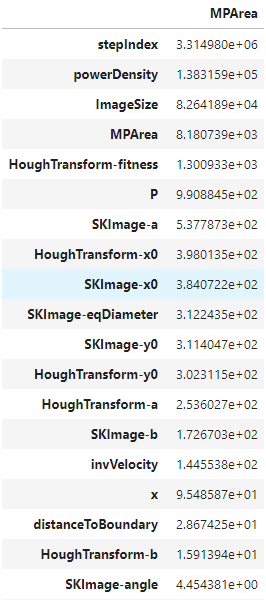 MPArea
stepIndex 3.314980e+06
powerDensity 1.383159e+05
ImageSize 8.264189e+04
MPArea 8.180739e+03
HoughTransform-fitness 1.300933e+03
P 9.908845e+02
SKImage-a 5.377873e+02
HoughTransform-x0 3.980135e+02
SKImage-x0 3.840722e+02
SKImage-eqDiameter 3.122435e+02
SKImage-y0 3.114047e+02
HoughTransform-y0 3.023115e+02
HoughTransform-a 2.536027e+02
SKImage-b 1.726703e+02
invVelocity 1.445538e+02
x 9.548587e+01
distanceToBoundary 2.867425e+01
HoughTransform-b 1.591394e+01
SKImage-angle 4.454381e+00